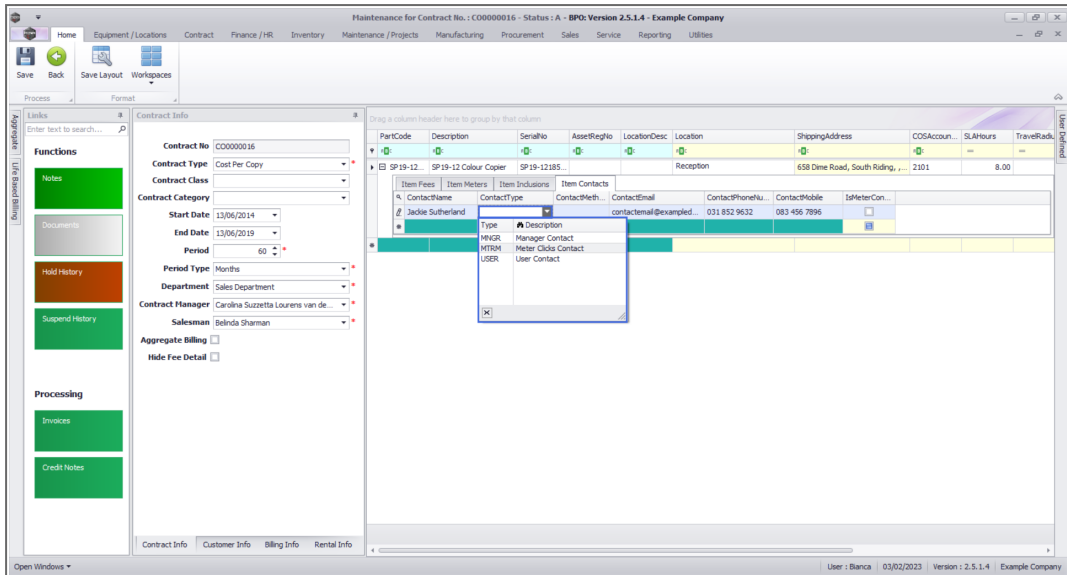 Maintenance for Contract No. : CO0000016 - Status : A - BPO: Version 2.5.1.4 - Example Company
Home Equipment / Locations Contract Finance / HR Inventory Maintenance / Projects Manufacturing Procurement Sales Service Reporting Utilities
Save Back Save Layout Workspaces
Process Format
Aggregate
Life Based Billing
Links
Enter text to search...
Functions
Notes
Documents
Hold History
Suspend History
Processing
Invoices
Credit Notes
Contract Info
Contract No CO0000016
Contract Type Cost Per Copy *
Contract Class
Contract Category
Start Date 13/06/2014
End Date 13/06/2019
Period 60 *
Period Type Months *
Department Sales Department *
Contract Manager Carolina Suzzetta Lourens van de... *
Salesman Belinda Sharman *
Aggregate Billing
Hide Fee Detail
Contract Info Customer Info Billing Info Rental Info
Drag a column header here to group by that column
PartCode Description SerialNo AssetRegNo LocationDesc Location ShippingAddress COSAccoun... SLAHours TravelRadiu
SP19-12... SP19-12 Colour Copier SP19-12185... Reception 658 Dime Road, South Riding, ,... 2101 8.00
Item Fees Item Meters Item Inclusions Item Contacts
ContactName ContactType ContactMeth... ContactEmail ContactPhoneNu... ContactMobile IsMeterCon...
Jackie Sutherland contactemail@exampled... 031 852 9632 083 456 7896
Type Description
MNGR Manager Contact
MTRM Meter Clicks Contact
USER User Contact
User Defined
Open Windows
User : Bianca 03/02/2023 Version : 2.5.1.4 Example Company